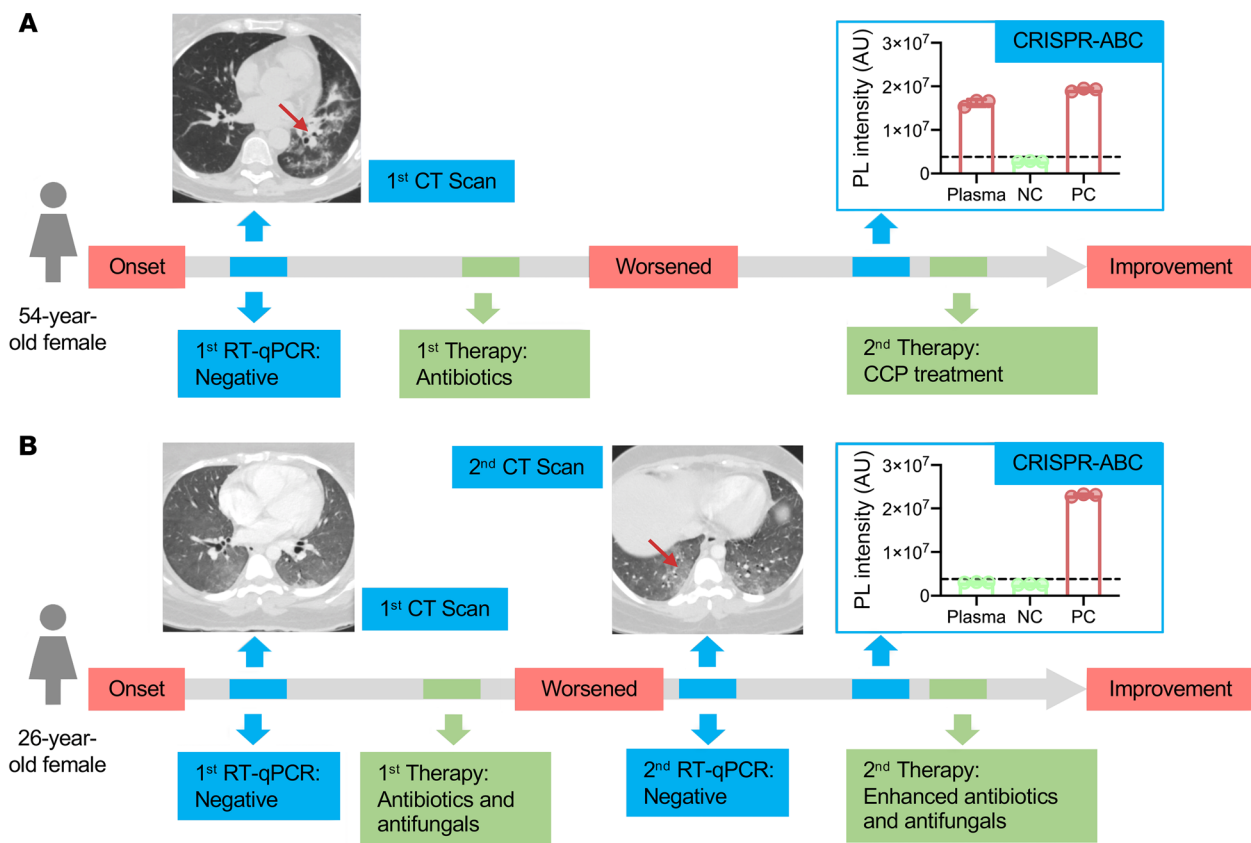 A
1st CT Scan
CRISPR-ABC
PL intensity (AU)
3×10⁷
2×10⁷
1×10⁷
0
Plasma NC PC
54-year-
old female
Onset
Worsened
Improvement
1st RT-qPCR:
Negative
1st Therapy:
Antibiotics
2nd Therapy:
CCP treatment
B
1st CT Scan
2nd CT Scan
CRISPR-ABC
PL intensity (AU)
3×10⁷
2×10⁷
1×10⁷
0
Plasma NC PC
26-year-
old female
Onset
Worsened
Improvement
1st RT-qPCR:
Negative
1st Therapy:
Antibiotics and
antifungals
2nd RT-qPCR:
Negative
2nd Therapy:
Enhanced antibiotics
and antifungals